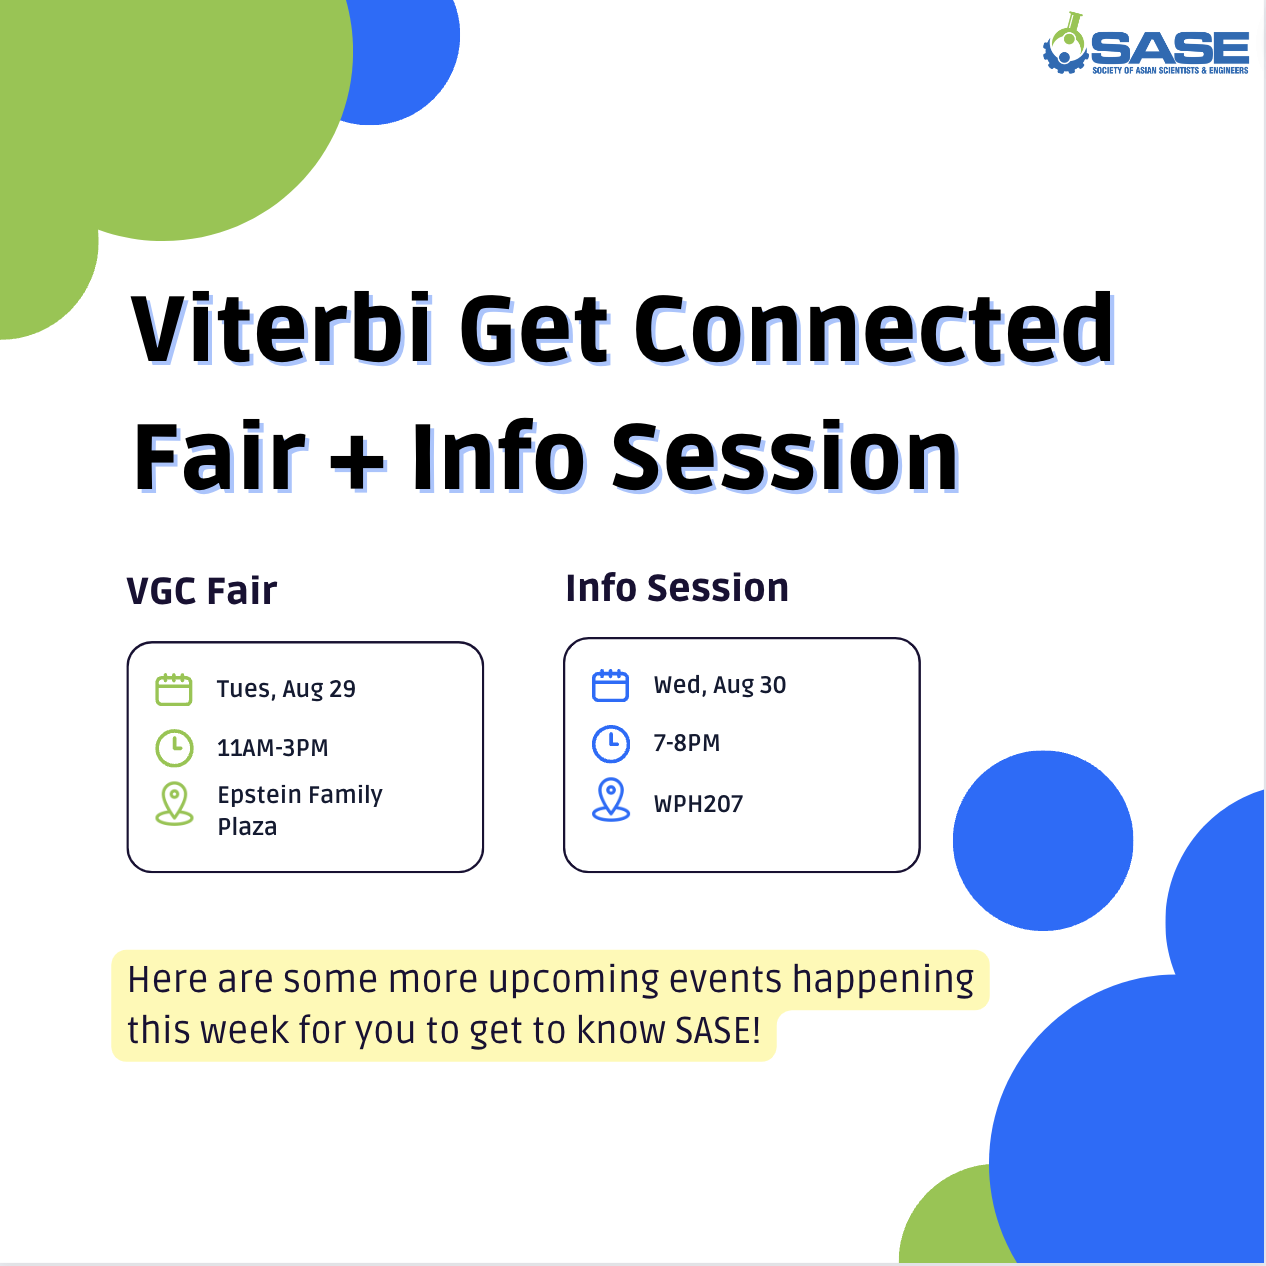 SASE
SOCIETY OF ASIAN SCIENTISTS & ENGINEERS
Viterbi Get Connected
Fair + Info Session
VGC Fair
Tues, Aug 29
11AM-3PM
Epstein Family
Plaza
Info Session
Wed, Aug 30
7-8PM
WPH207
Here are some more upcoming events happening
this week for you to get to know SASE!